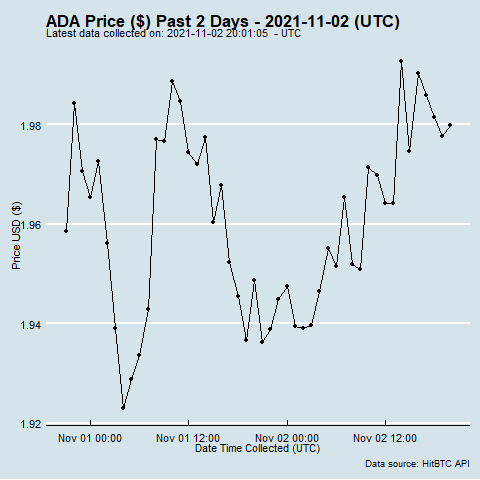 ADA Price ($) Past 2 Days - 2021-11-02 (UTC)
Latest data collected on: 2021-11-02 20:01:05 - UTC
1.98
1.96
1.94
1.92
Price USD ($)
Nov 01 00:00 Nov 01 12:00 Nov 02 00:00 Nov 02 12:00
Date Time Collected (UTC)
Data source: HitBTC API